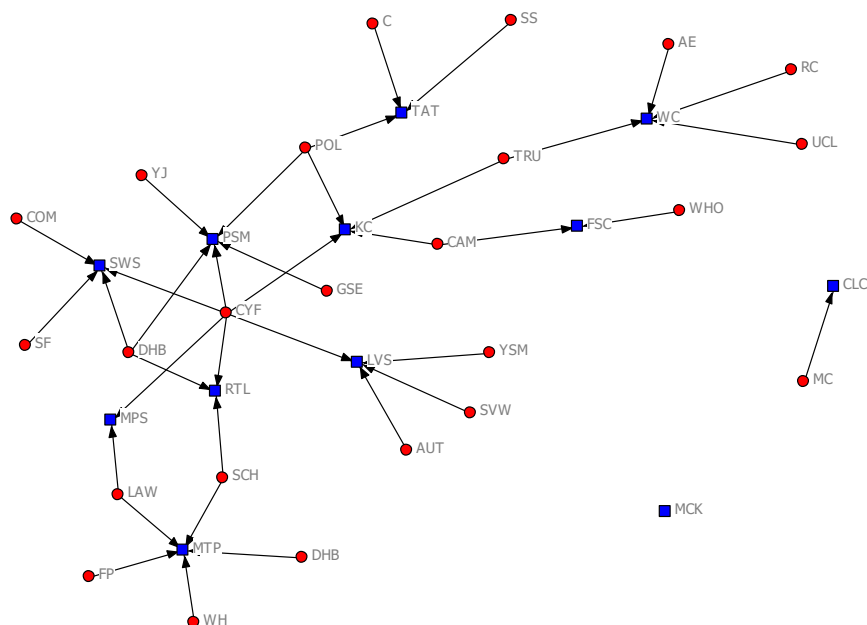 C
SS
AE
RC
TAT
WC
POL
TRU
UCL
YJ
COM
PSM
KC
CAM
FSC
WHO
SWS
GSE
CLC
CYF
SF
DHB
LVS
YSM
RTL
MC
MPS
SVW
AUT
LAW
SCH
MCK
MTP
DHB
FP
WH